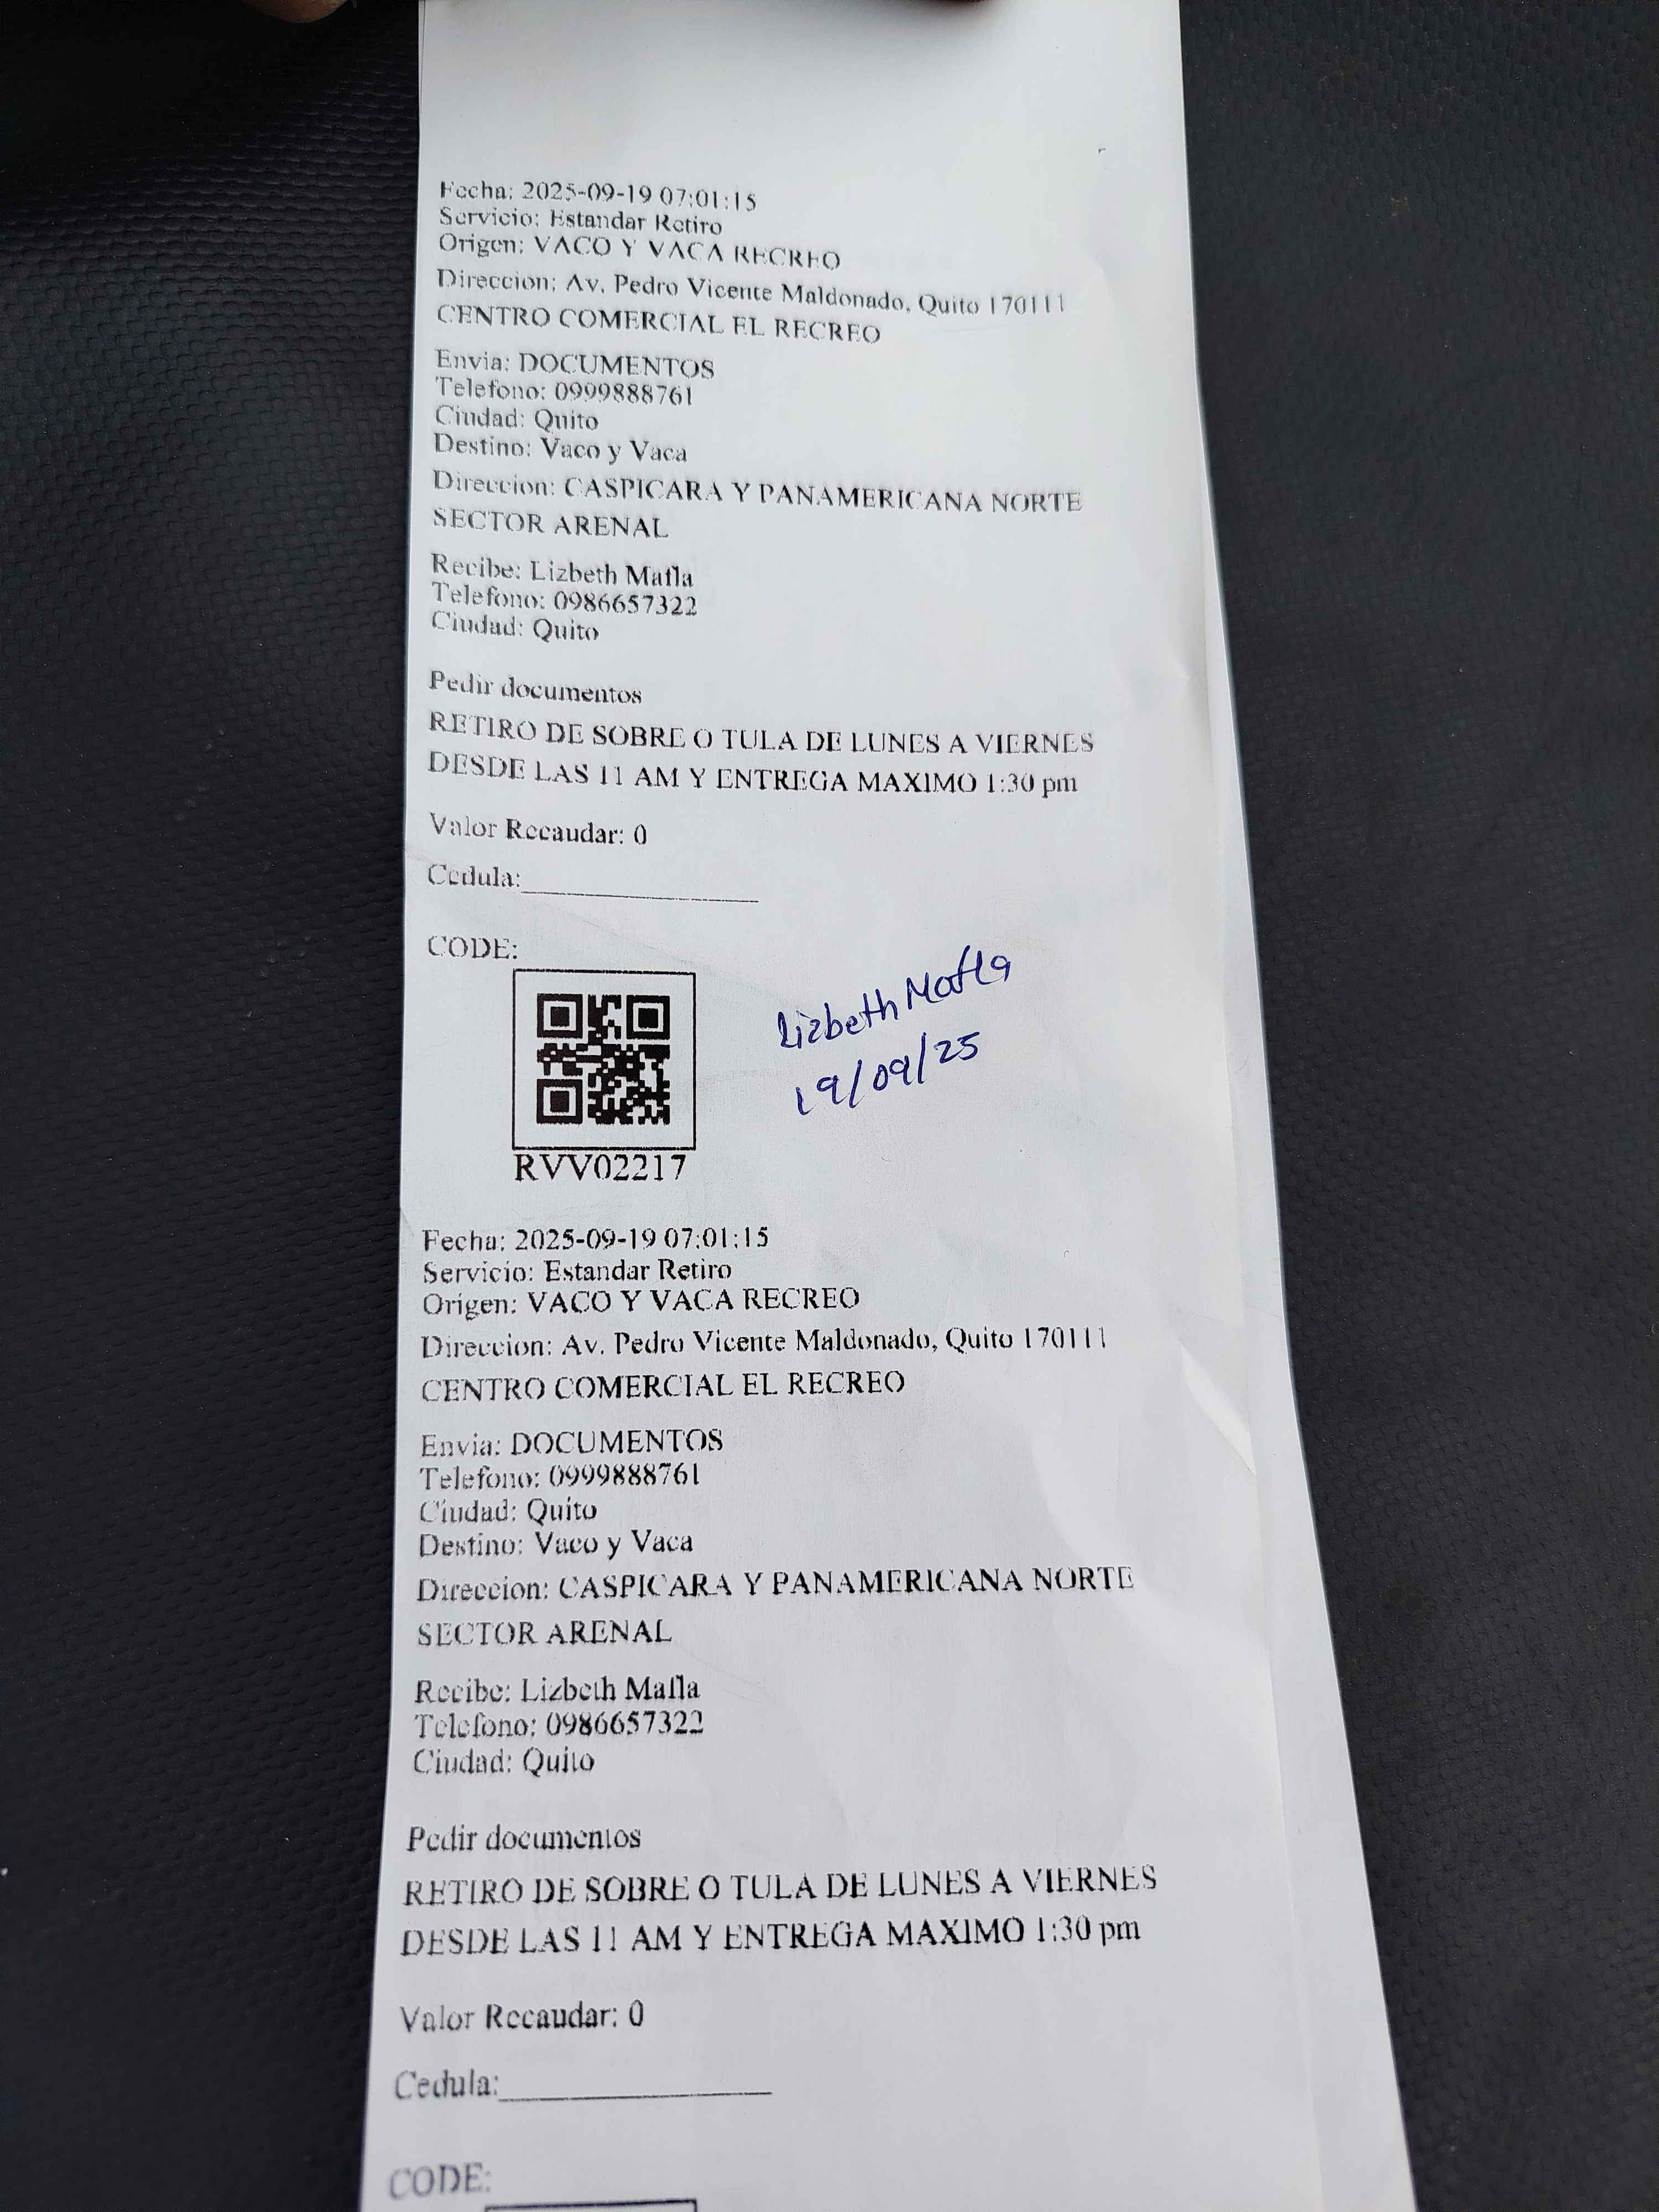 Fecha: 2025-09-19 07:01:15
Servicio: Estandar Retiro
Origen: VACO Y VACA RECREO
Direccion: Av. Pedro Vicente Maldonado, Quito 170111
CENTRO COMERCIAL EL RECREO
Envia: DOCUMENTOS
Telefono: 0999888761
Ciudad: Quito
Destino: Vaco y Vaca
Direccion: CASPICARA Y PANAMERICANA NORTE
SECTOR ARENAL
Recibe: Lizbeth Mafla
Telefono: 0986657322
Ciudad: Quito
Pedir documentos
RETIRO DE SOBRE O TULA DE LUNES A VIERNES
DESDE LAS 11 AM Y ENTREGA MAXIMO 1:30 pm
Valor Recaudar: 0
Cedula:
CODE:
Lizbeth Mafla
19/09/25
RVV02217
Fecha: 2025-09-19 07:01:15
Servicio: Estandar Retiro
Origen: VACO Y VACA RECREO
Direccion: Av. Pedro Vicente Maldonado, Quito 170111
CENTRO COMERCIAL EL RECREO
Envia: DOCUMENTOS
Telefono: 0999888761
Ciudad: Quito
Destino: Vaco y Vaca
Direccion: CASPICARA Y PANAMERICANA NORTE
SECTOR ARENAL
Recibe: Lizbeth Mafla
Telefono: 0986657322
Ciudad: Quito
Pedir documentos
RETIRO DE SOBRE O TULA DE LUNES A VIERNES
DESDE LAS 11 AM Y ENTREGA MAXIMO 1:30 pm
Valor Recaudar: 0
Cedula:
CODE: